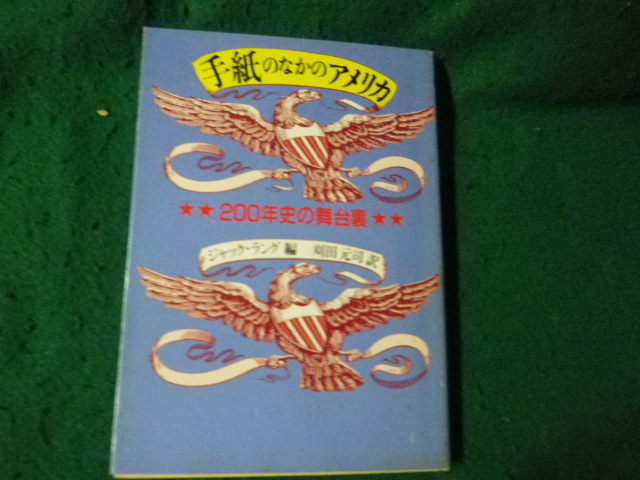 手紙のなかのアメリカ
★★200年史の舞台裏★★
ジャック・ラング編 刈田元司訳